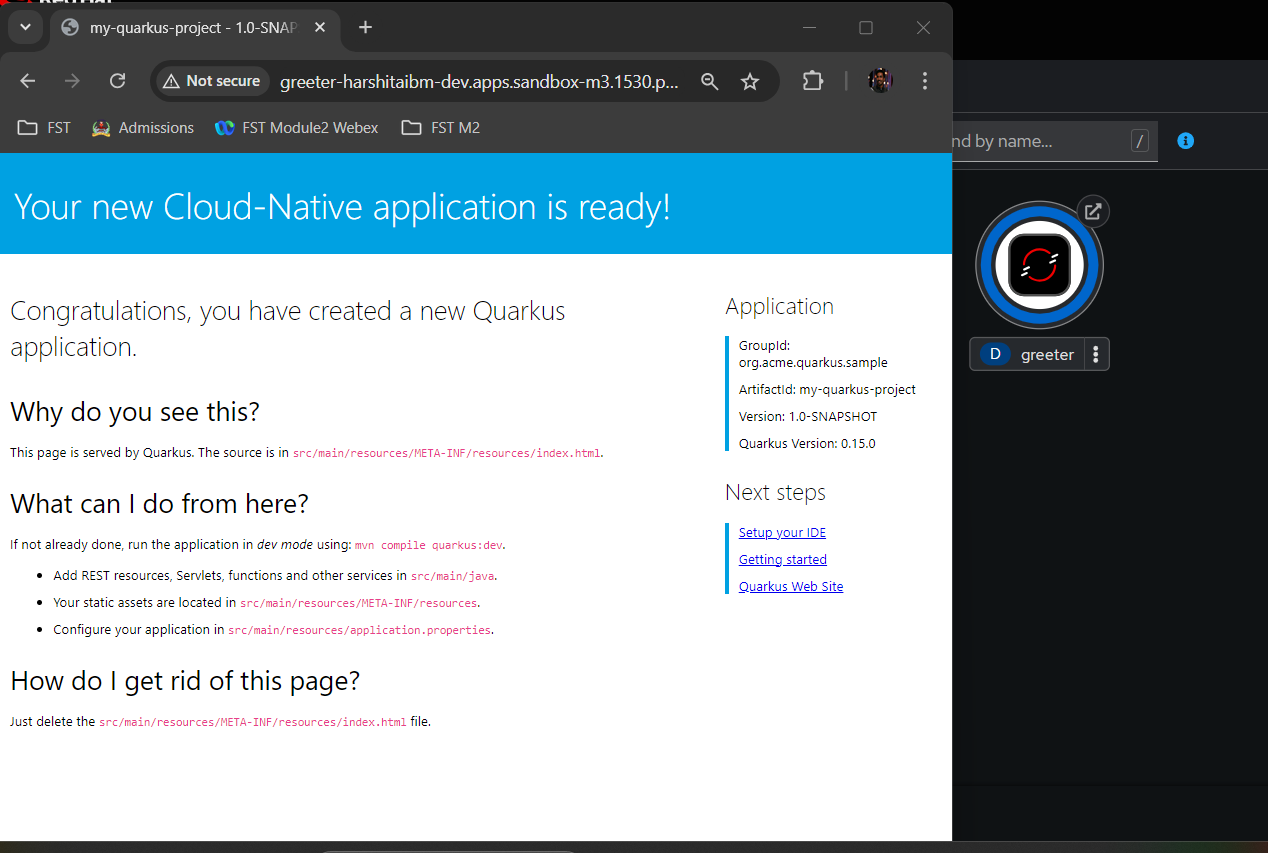 my-quarkus-project - 1.0-SNAP
Not secure
greeter-harshitaibm-dev.apps.sandbox-m3.1530.p...
FST
Admissions
FST Module2 Webex
FST M2
nd by name...
/
Your new Cloud-Native application is ready!
Congratulations, you have created a new Quarkus
application.
Why do you see this?
This page is served by Quarkus. The source is in src/main/resources/META-INF/resources/index.html.
What can I do from here?
If not already done, run the application in dev mode using: mvn compile quarkus:dev.
• Add REST resources, Servlets, functions and other services in src/main/java.
• Your static assets are located in src/main/resources/META-INF/resources.
• Configure your application in src/main/resources/application.properties.
How do I get rid of this page?
Just delete the src/main/resources/META-INF/resources/index.html file.
Application
GroupId:
org.acme.quarkus.sample
ArtifactId: my-quarkus-project
Version: 1.0-SNAPSHOT
Quarkus Version: 0.15.0
Next steps
Setup your IDE
Getting started
Quarkus Web Site
D greeter